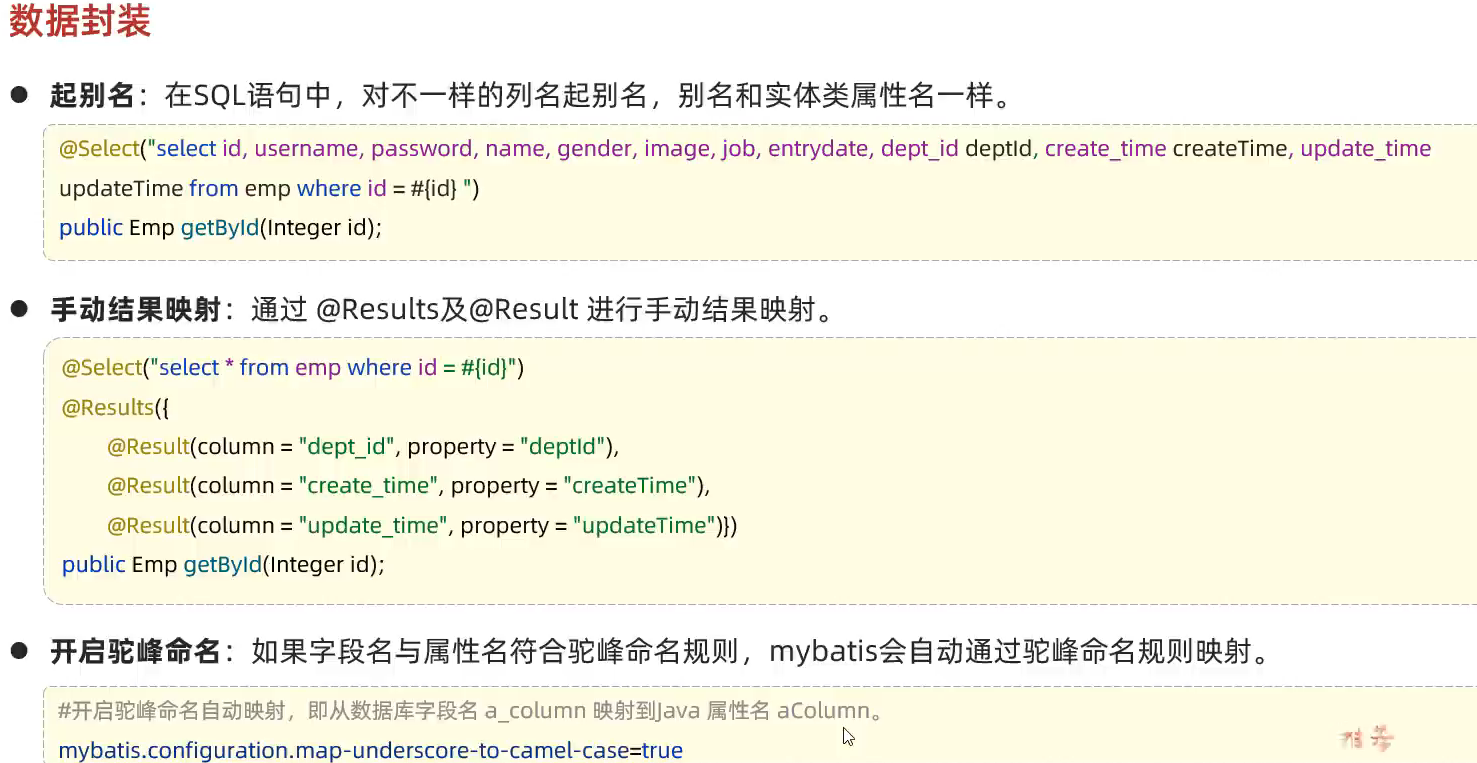 数据封装
● 起别名：在SQL语句中，对不一样的列名起别名，别名和实体类属性名一样。
@Select("select id, username, password, name, gender, image, job, entrydate, dept_id deptId, create_time createTime, update_time
updateTime from emp where id = #{id} ")
public Emp getById(Integer id);
● 手动结果映射：通过 @Results及@Result 进行手动结果映射。
@Select("select * from emp where id = #{id}")
@Results({
@Result(column = "dept_id", property = "deptId"),
@Result(column = "create_time", property = "createTime"),
@Result(column = "update_time", property = "updateTime")})
public Emp getById(Integer id);
● 开启驼峰命名：如果字段名与属性名符合驼峰命名规则，mybatis会自动通过驼峰命名规则映射。
#开启驼峰命名自动映射，即从数据库字段名 a_column 映射到Java 属性名 aColumn。
mybatis.configuration.map-underscore-to-camel-case=true